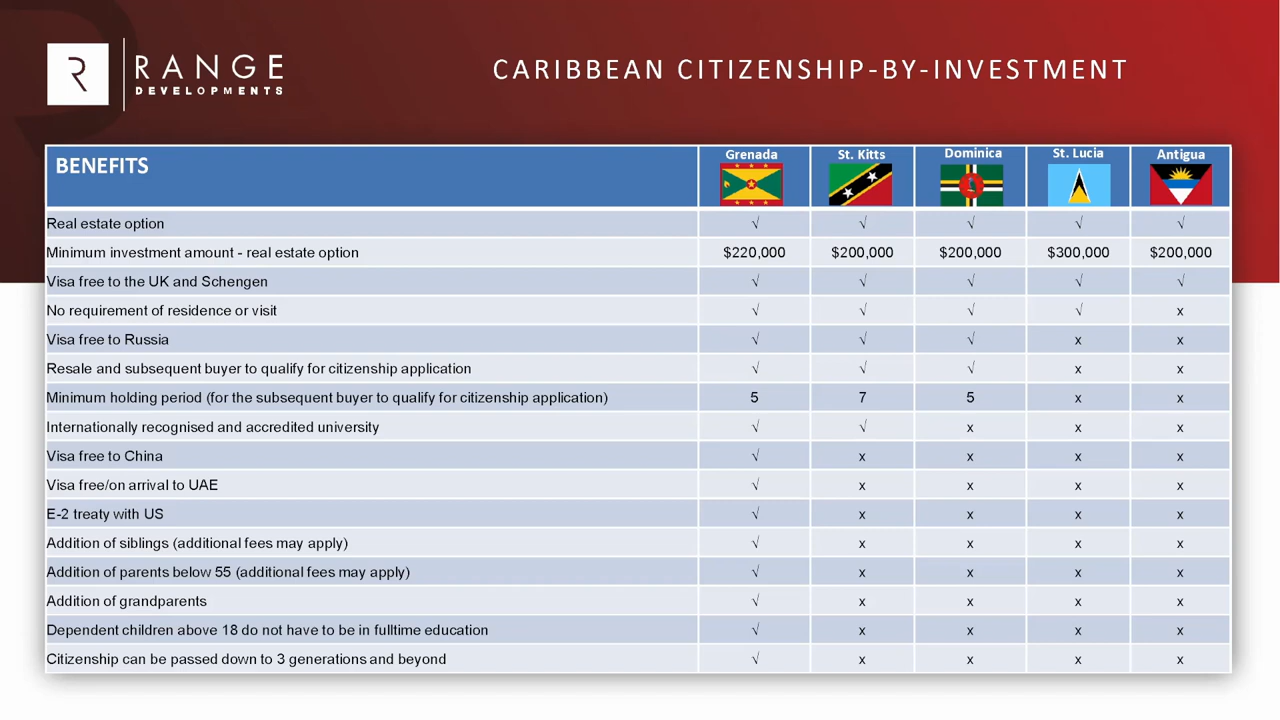 R
RANGE
DEVELOPMENTS
CARIBBEAN CITIZENSHIP-BY-INVESTMENT
BENEFITS Grenada St. Kitts Dominica St. Lucia Antigua
Real estate option √ √ √ √ √
Minimum investment amount - real estate option $220,000 $200,000 $200,000 $300,000 $200,000
Visa free to the UK and Schengen √ √ √ √ √
No requirement of residence or visit √ √ √ √ x
Visa free to Russia √ √ √ x x
Resale and subsequent buyer to qualify for citizenship application √ √ √ x x
Minimum holding period (for the subsequent buyer to qualify for citizenship application) 5 7 5 x x
Internationally recognised and accredited university √ √ x x x
Visa free to China √ x x x x
Visa free/on arrival to UAE √ x x x x
E-2 treaty with US √ x x x x
Addition of siblings (additional fees may apply) √ x x x x
Addition of parents below 55 (additional fees may apply) √ x x x x
Addition of grandparents √ x x x x
Dependent children above 18 do not have to be in fulltime education √ x x x x
Citizenship can be passed down to 3 generations and beyond √ x x x x